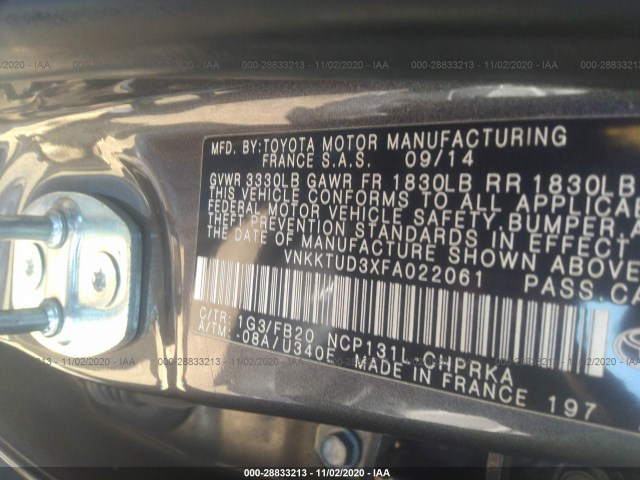 000-28833213 - 11/02/2020 - IAA
MFD. BY:TOYOTA MOTOR MANUFACTURING
FRANCE S.A.S. 09/14
GVWR 3330LB GAWR FR 1830LB RR 1830LB
THIS VEHICLE CONFORMS TO ALL APPLICA
FEDERAL MOTOR VEHICLE SAFETY, BUMPER, A
THEFT PREVENTION STANDARDS IN EFFECT
THE DATE OF MANUFACTURE SHOWN ABOVE
VNKKTUD3XFA022061 PASS.CA
C/TR: 1G3/FB20 NCP131L-CHPRKA
A/TM: -08A/U340E MADE IN FRANCE
197
000-28833213 - 11/02/2020 - IAA